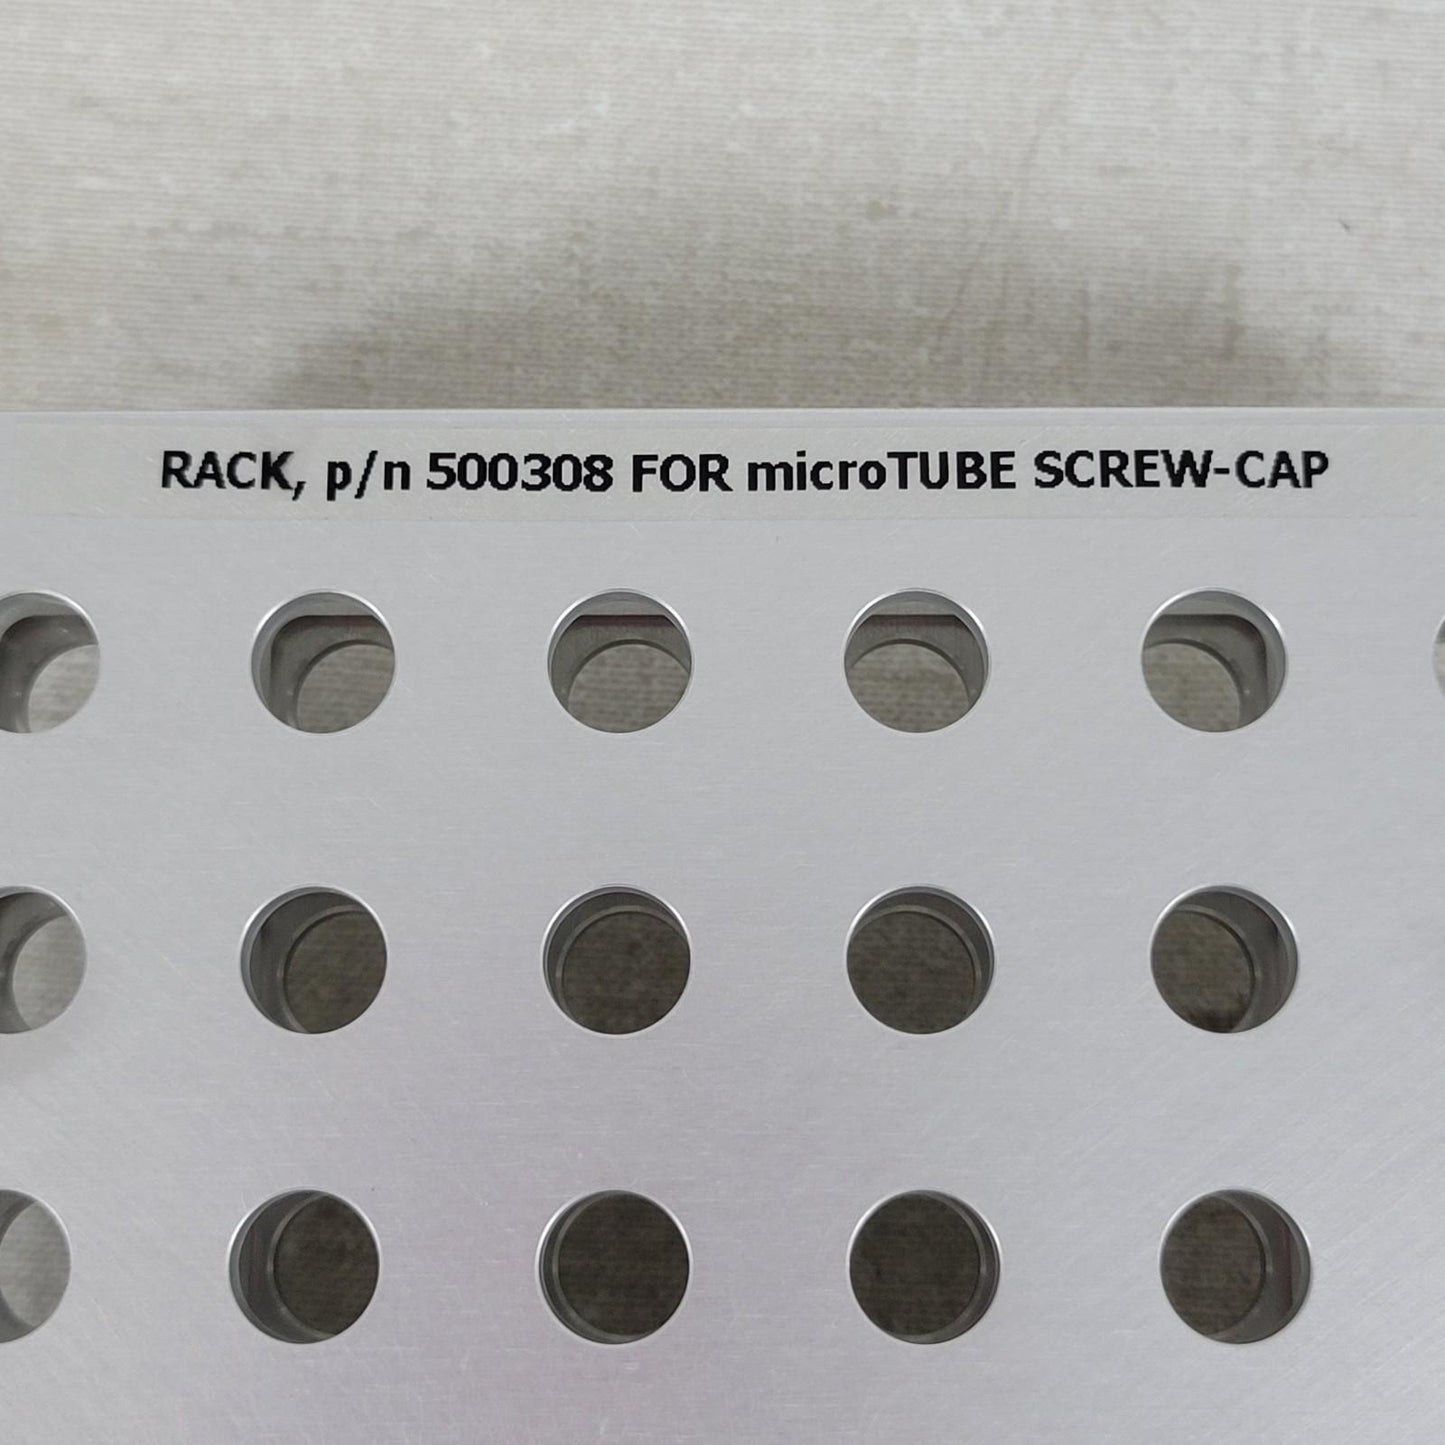 RACK, p/n 500308 FOR microTUBE SCREW-CAP